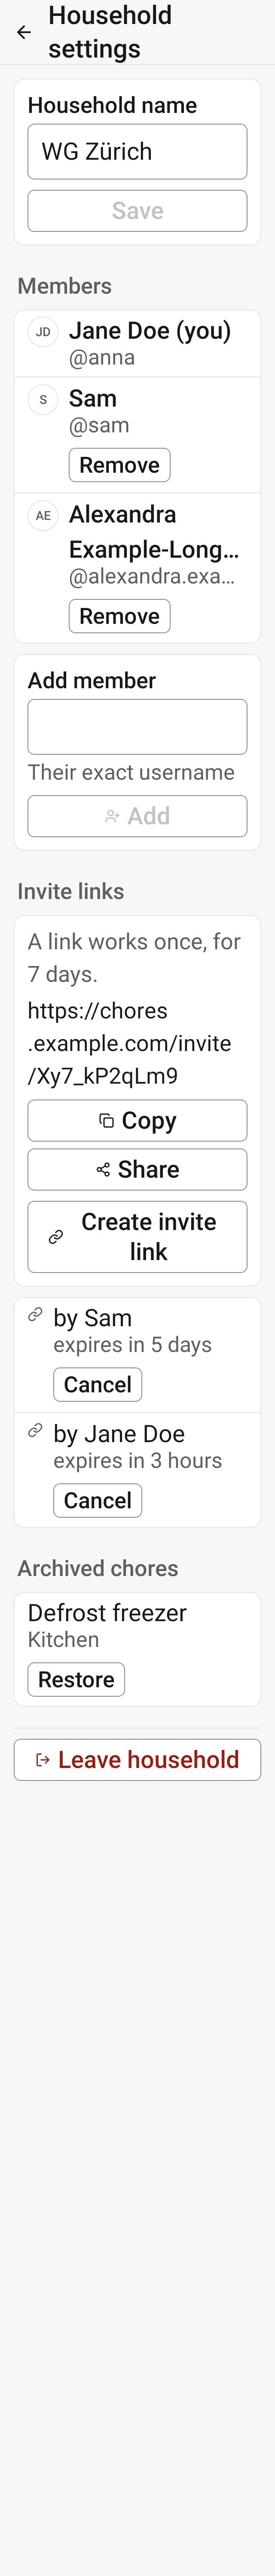 Household
settings
Household name
WG Zürich
Save
Members
JD
Jane Doe (you)
@anna
S
Sam
@sam
Remove
AE
Alexandra
Example-Long…
@alexandra.exa…
Remove
Add member
Their exact username
Add
Invite links
A link works once, for
7 days.
https://chores
.example.com/invite
/Xy7_kP2qLm9
Copy
Share
Create invite
link
by Sam
expires in 5 days
Cancel
by Jane Doe
expires in 3 hours
Cancel
Archived chores
Defrost freezer
Kitchen
Restore
Leave household